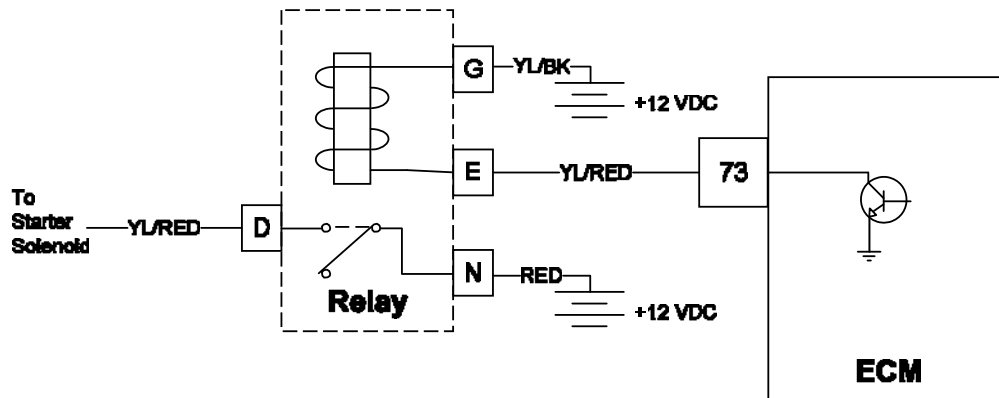 G
YL/BK
+12 VDC
E
YL/RED
73
To
Starter
Solenoid
YL/RED
D
N
RED
Relay
+12 VDC
ECM